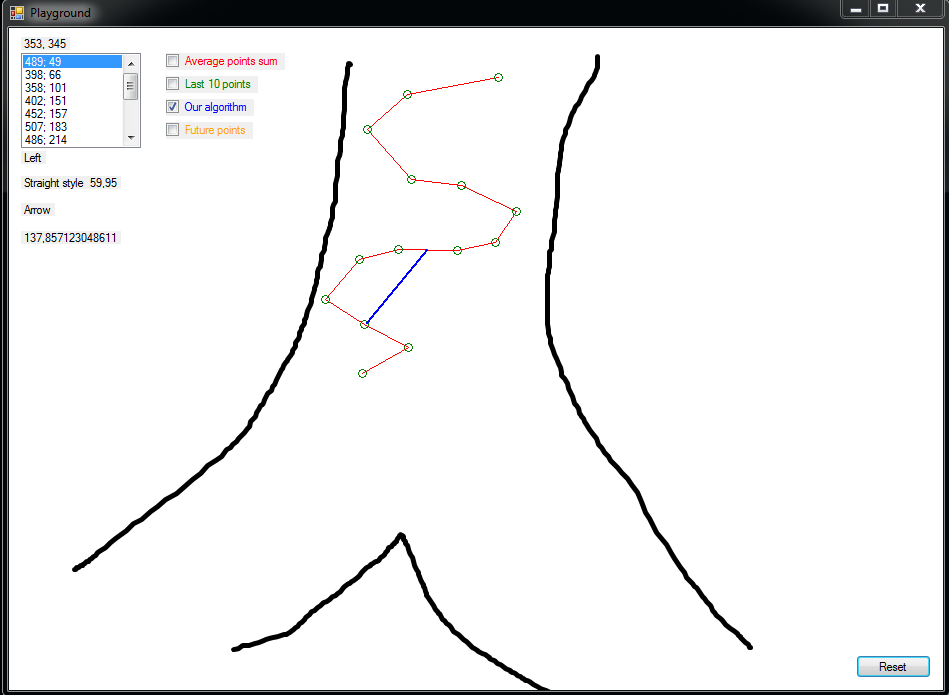 Playground
353, 345
489; 49
398; 66
358; 101
402; 151
452; 157
507; 183
486; 214
Average points sum
Last 10 points
Our algorithm
Future points
Left
Straight style 59,95
Arrow
137,857123048611
Reset